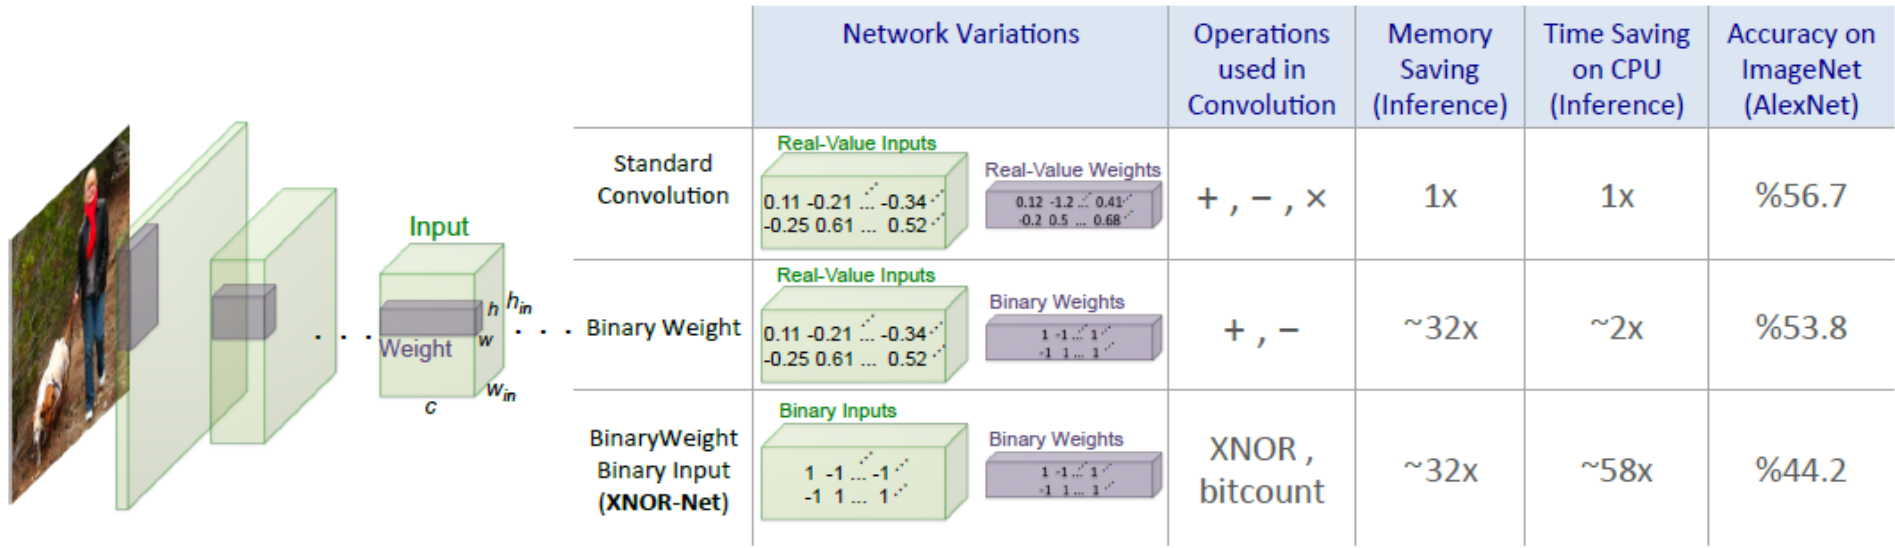 Network Variations
Operations
used in
Convolution
Memory
Saving
(Inference)
Time Saving
on CPU
(Inference)
Accuracy on
ImageNet
(AlexNet)
Standard
Convolution
Real-Value Inputs
0.11 -0.21 ... -0.34
-0.25 0.61 ... 0.52
Real-Value Weights
0.12 -1.2 ... 0.41
-0.2 0.5 ... 0.68
+ , − , ×
1x
1x
%56.7
Input
h
h_in
Weight
w
w_in
c
. . .
. . .
Binary Weight
Real-Value Inputs
0.11 -0.21 ... -0.34
-0.25 0.61 ... 0.52
Binary Weights
1 -1 ... 1
-1 1 ... 1
+ , −
~32x
~2x
%53.8
BinaryWeight
Binary Input
(XNOR-Net)
Binary Inputs
1 -1 ... -1
-1 1 ... 1
Binary Weights
1 -1 ... 1
-1 1 ... 1
XNOR ,
bitcount
~32x
~58x
%44.2